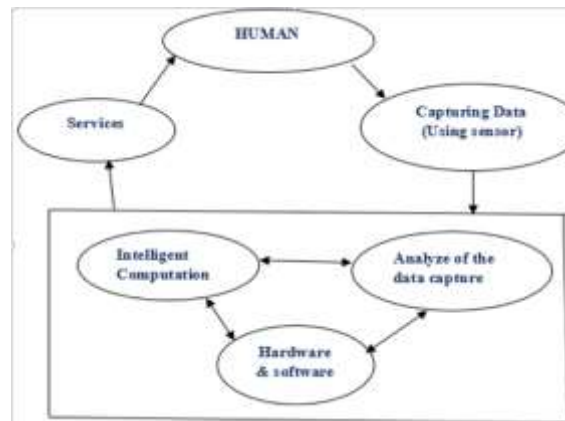 HUMAN
Services
Capturing Data
(Using sensor)
Intelligent
Computation
Analyze of the
data capture
Hardware
& software